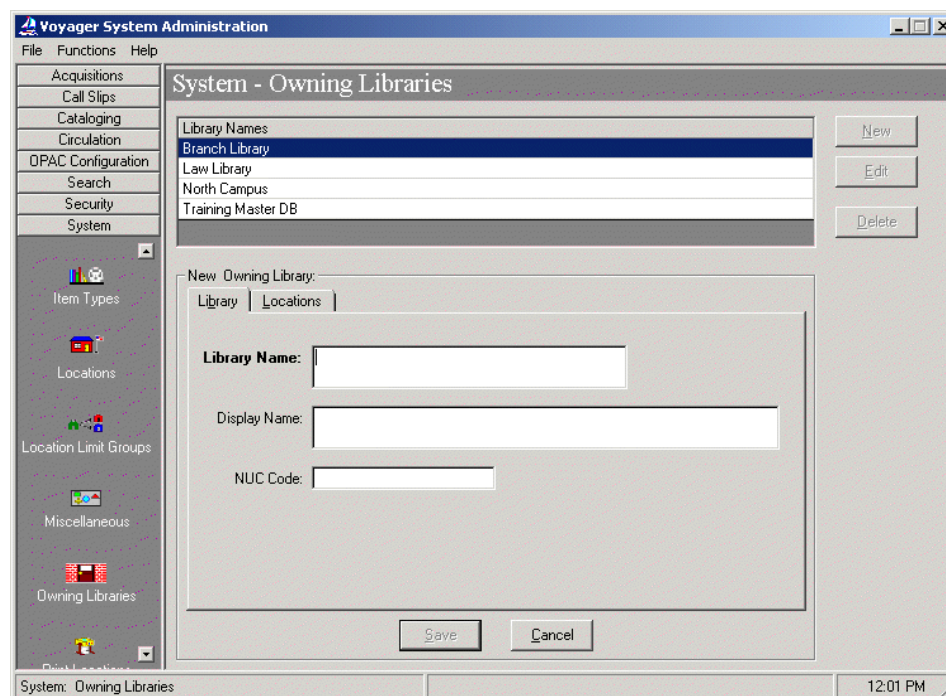 Voyager System Administration
File Functions Help
Acquisitions
Call Slips
Cataloging
Circulation
OPAC Configuration
Search
Security
System
Item Types
Locations
Location Limit Groups
Miscellaneous
Owning Libraries
Print Locations
System - Owning Libraries
Library Names
Branch Library
Law Library
North Campus
Training Master DB
New
Edit
Delete
New Owning Library:
Library Locations
Library Name:
Display Name:
NUC Code:
Save Cancel
System: Owning Libraries 12:01 PM